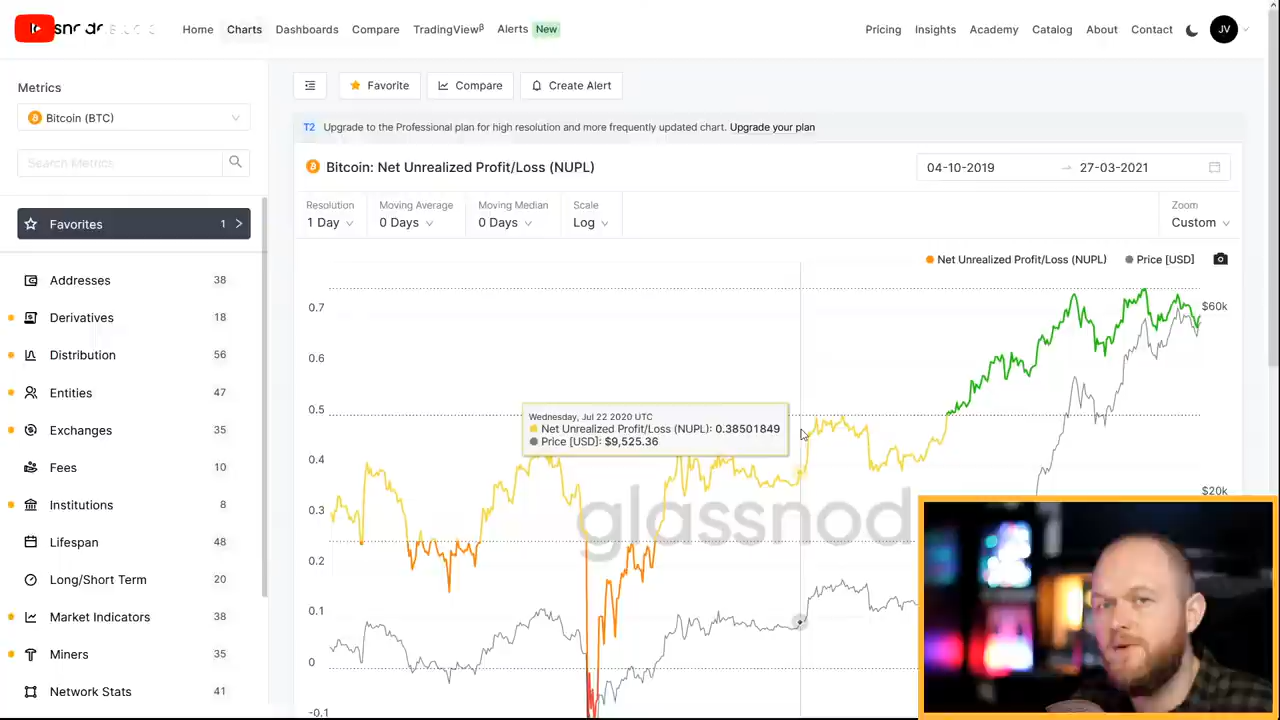 Home Charts Dashboards Compare TradingViewβ Alerts New Pricing Insights Academy Catalog About Contact JV
Metrics
Bitcoin (BTC)
Search Metrics
Favorites 1
Addresses 38
Derivatives 18
Distribution 56
Entities 47
Exchanges 35
Fees 10
Institutions 8
Lifespan 48
Long/Short Term 20
Market Indicators 38
Miners 35
Network Stats 41
Favorite Compare Create Alert
T2 Upgrade to the Professional plan for high resolution and more frequently updated chart. Upgrade your plan
Bitcoin: Net Unrealized Profit/Loss (NUPL) 04-10-2019 → 27-03-2021
Resolution Moving Average Moving Median Scale Zoom
1 Day 0 Days 0 Days Log Custom
Net Unrealized Profit/Loss (NUPL) Price [USD]
0.7 $60k
0.6
0.5
Wednesday, Jul 22 2020 UTC
Net Unrealized Profit/Loss (NUPL): 0.38501849
Price [USD]: $9,525.36
0.4
$20k
0.3
glassnod
0.2
0.1
0
-0.1